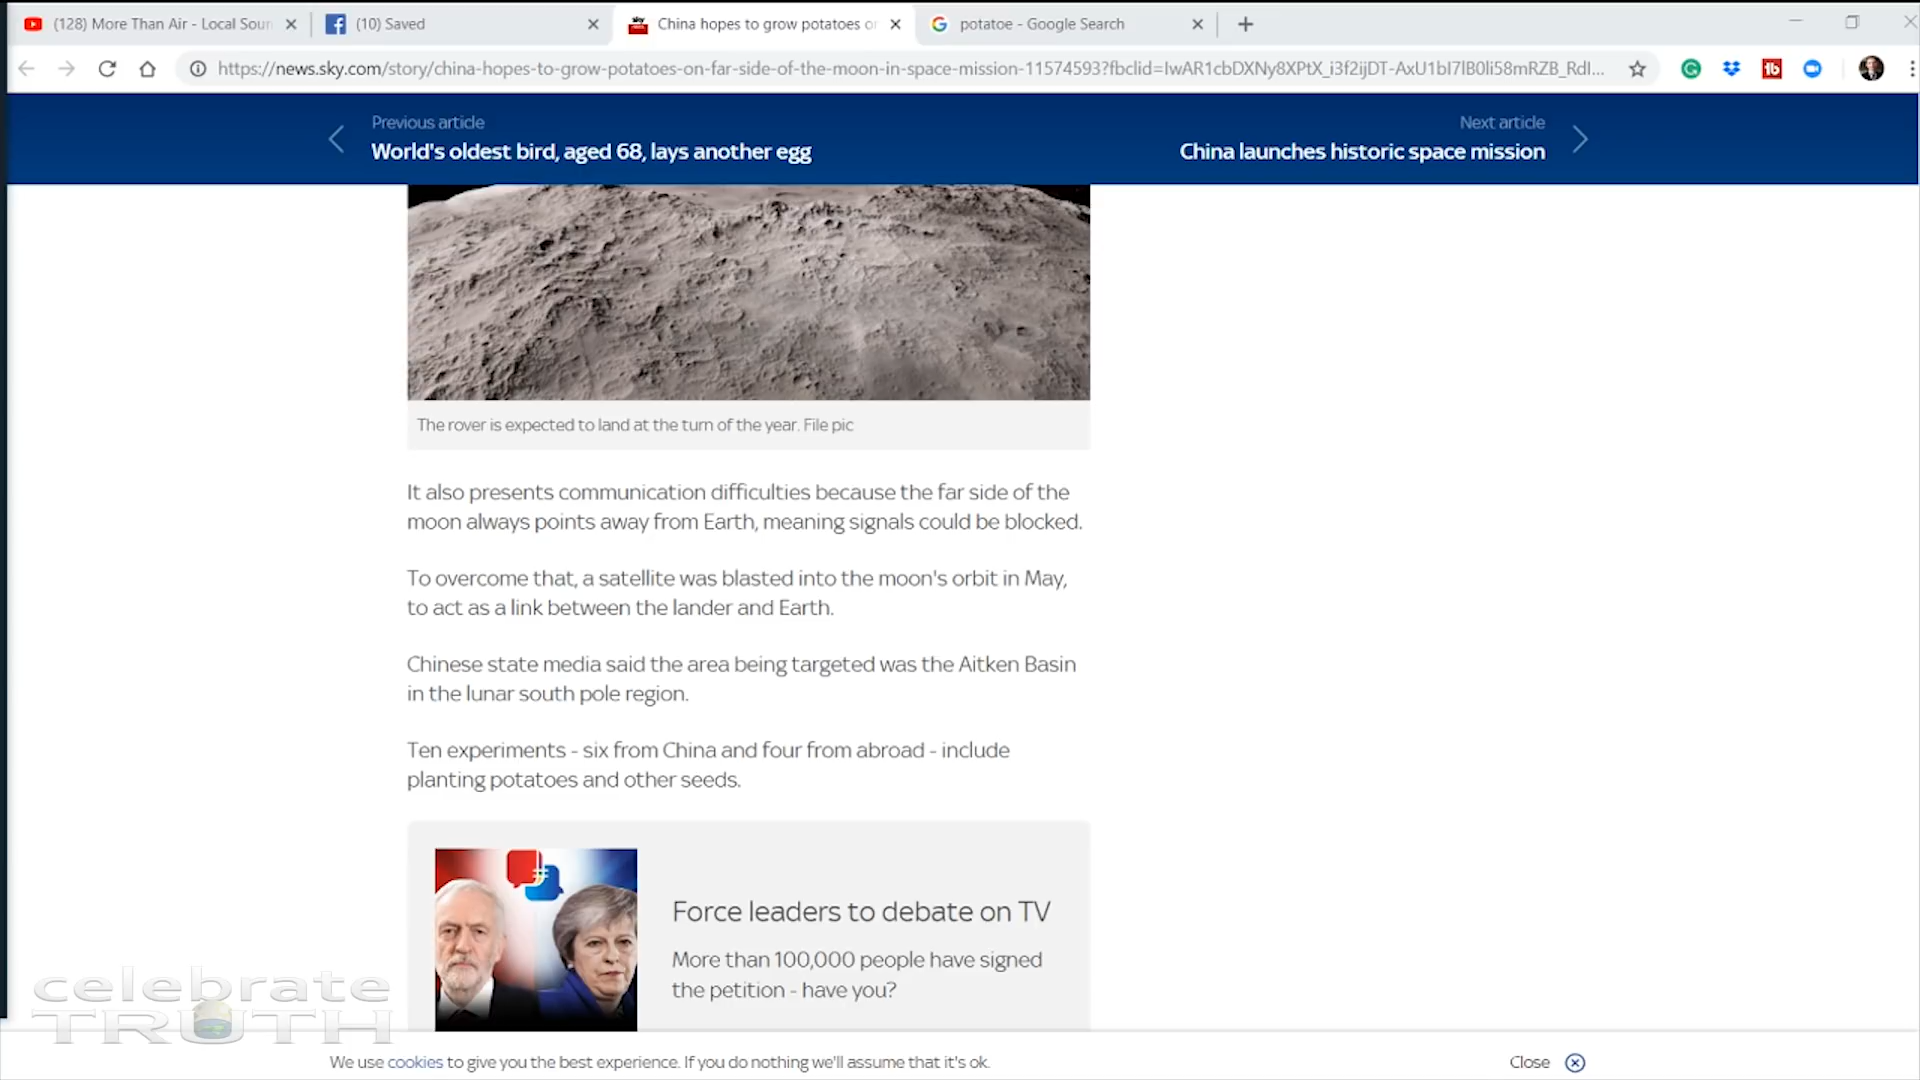 (128) More Than Air - Local Soun
(10) Saved
China hopes to grow potatoes on
potatoe - Google Search
https://news.sky.com/story/china-hopes-to-grow-potatoes-on-far-side-of-the-moon-in-space-mission-11574593?fbclid=IwAR1cbDXNy8XPtX_i3f2ijDT-AxU1bI7lB0li58mRZB_RdI...
Previous article
World's oldest bird, aged 68, lays another egg
Next article
China launches historic space mission
The rover is expected to land at the turn of the year. File pic
It also presents communication difficulties because the far side of the
moon always points away from Earth, meaning signals could be blocked.
To overcome that, a satellite was blasted into the moon's orbit in May,
to act as a link between the lander and Earth.
Chinese state media said the area being targeted was the Aitken Basin
in the lunar south pole region.
Ten experiments - six from China and four from abroad - include
planting potatoes and other seeds.
Force leaders to debate on TV
More than 100,000 people have signed
the petition - have you?
celebrate
TRUTH
We use cookies to give you the best experience. If you do nothing we'll assume that it's ok.
Close